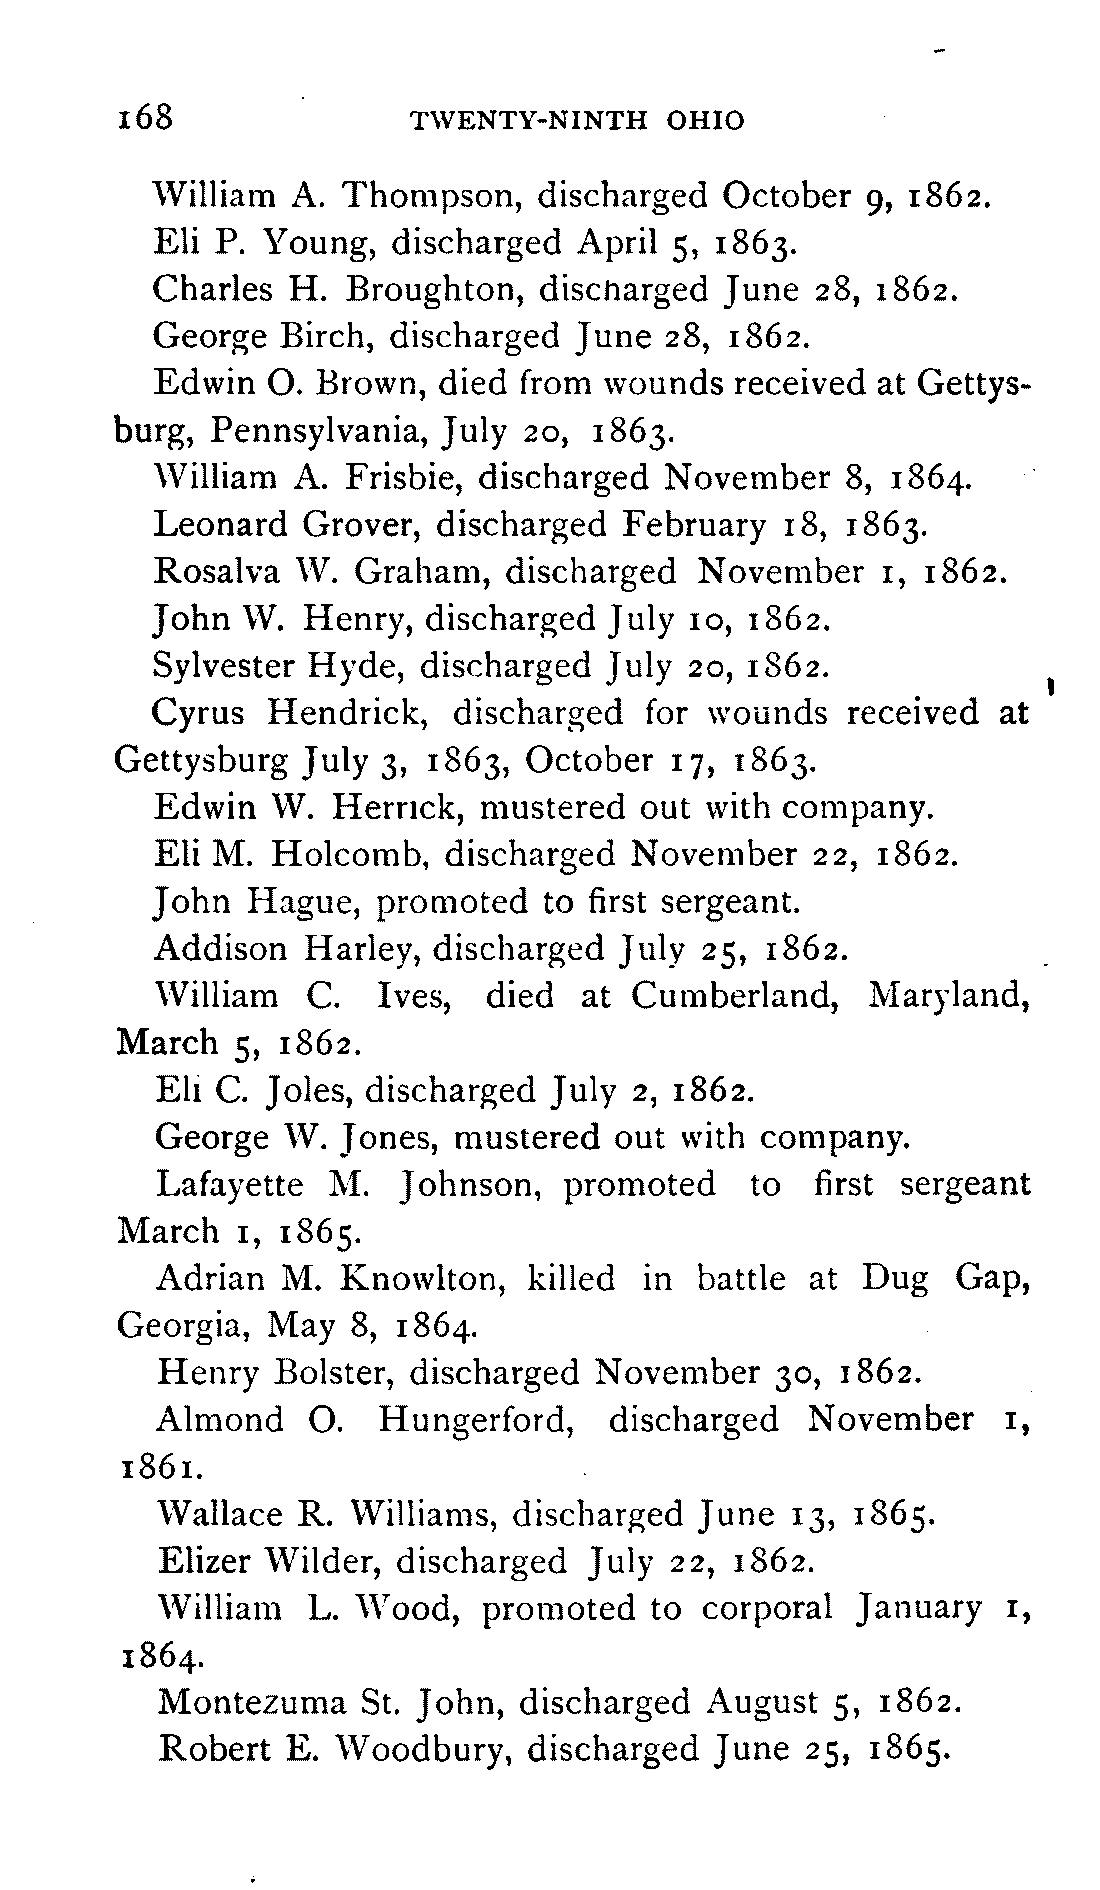 168 TWENTY-NINTH OHIO
William A. Thompson, discharged October 9, 1862.
Eli P. Young, discharged April 5, 1863.
Charles H. Broughton, discharged June 28, 1862.
George Birch, discharged June 28, 1862.
Edwin O. Brown, died from wounds received at Gettys-
burg, Pennsylvania, July 20, 1863.
William A. Frisbie, discharged November 8, 1864.
Leonard Grover, discharged February 18, 1863.
Rosalva W. Graham, discharged November 1, 1862.
John W. Henry, discharged July 10, 1862.
Sylvester Hyde, discharged July 20, 1862.
Cyrus Hendrick, discharged for wounds received at
Gettysburg July 3, 1863, October 17, 1863.
Edwin W. Herrick, mustered out with company.
Eli M. Holcomb, discharged November 22, 1862.
John Hague, promoted to first sergeant.
Addison Harley, discharged July 25, 1862.
William C. Ives, died at Cumberland, Maryland,
March 5, 1862.
Eli C. Joles, discharged July 2, 1862.
George W. Jones, mustered out with company.
Lafayette M. Johnson, promoted to first sergeant
March 1, 1865.
Adrian M. Knowlton, killed in battle at Dug Gap,
Georgia, May 8, 1864.
Henry Bolster, discharged November 30, 1862.
Almond O. Hungerford, discharged November 1,
1861.
Wallace R. Williams, discharged June 13, 1865.
Elizer Wilder, discharged July 22, 1862.
William L. Wood, promoted to corporal January 1,
1864.
Montezuma St. John, discharged August 5, 1862.
Robert E. Woodbury, discharged June 25, 1865.